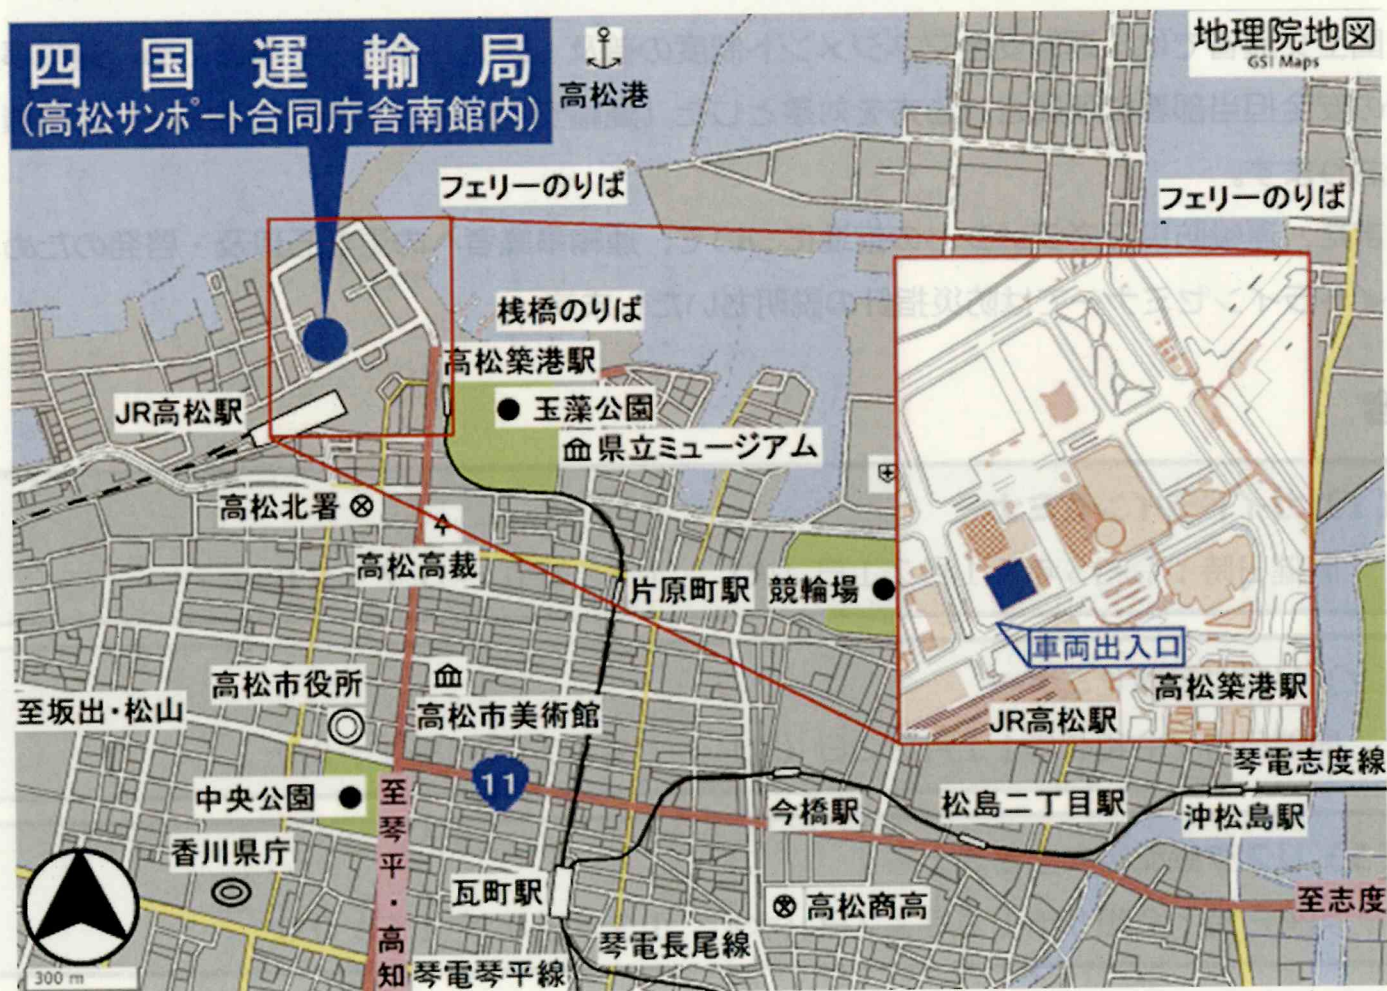 四国運輸局
(高松サンポート合同庁舎南館内)
高松港
地理院地図
GSI Maps
フェリーのりば
フェリーのりば
桟橋のりば
高松築港駅
JR高松駅
玉藻公園
県立ミュージアム
高松北署
高松高裁
片原町駅
競輪場
車両出入口
高松築港駅
JR高松駅
高松市役所
高松市美術館
至坂出・松山
11
琴電志度線
中央公園
至琴平・高知
今橋駅
松島二丁目駅
沖松島駅
香川県庁
瓦町駅
高松商高
至志度
琴電長尾線
琴電琴平線
300 m